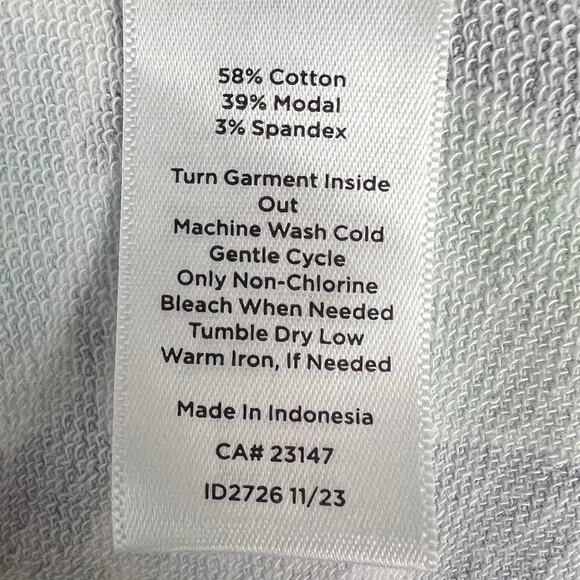 58% Cotton
39% Modal
3% Spandex
Turn Garment Inside
Out
Machine Wash Cold
Gentle Cycle
Only Non-Chlorine
Bleach When Needed
Tumble Dry Low
Warm Iron, If Needed
Made In Indonesia
CA# 23147
ID2726 11/23